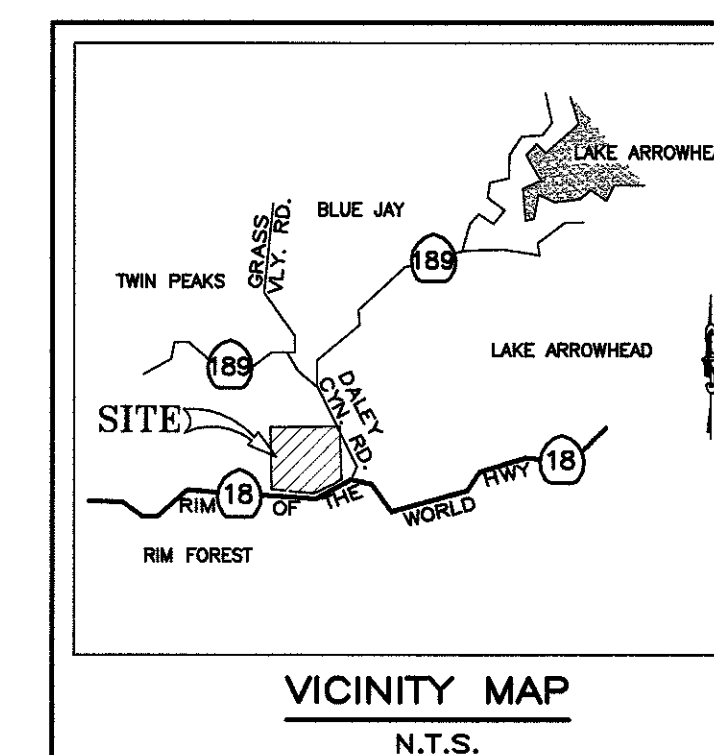 LAKE ARROWHEA
BLUE JAY
GRASS
VLY. RD.
189
TWIN PEAKS
LAKE ARROWHEAD
189
DALEY
CYN. RD.
SITE
18
RIM 18 OF THE WORLD HWY
RIM FOREST
VICINITY MAP
N.T.S.